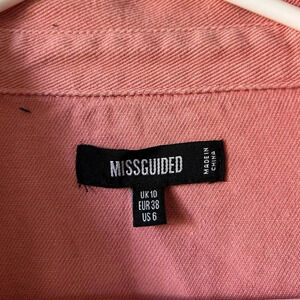 MISSGUIDED
MADE IN
CHINA
UK 10
EUR 38
US 6